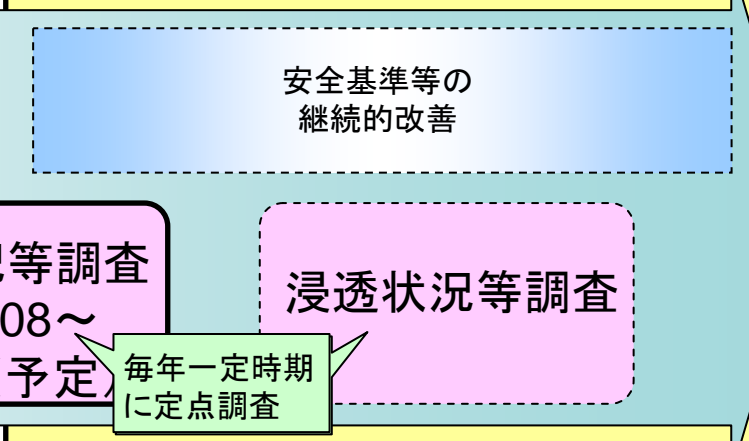 安全基準等の
継続的改善
況等調査
08～
予定
浸透状況等調査
毎年一定時期
に定点調査